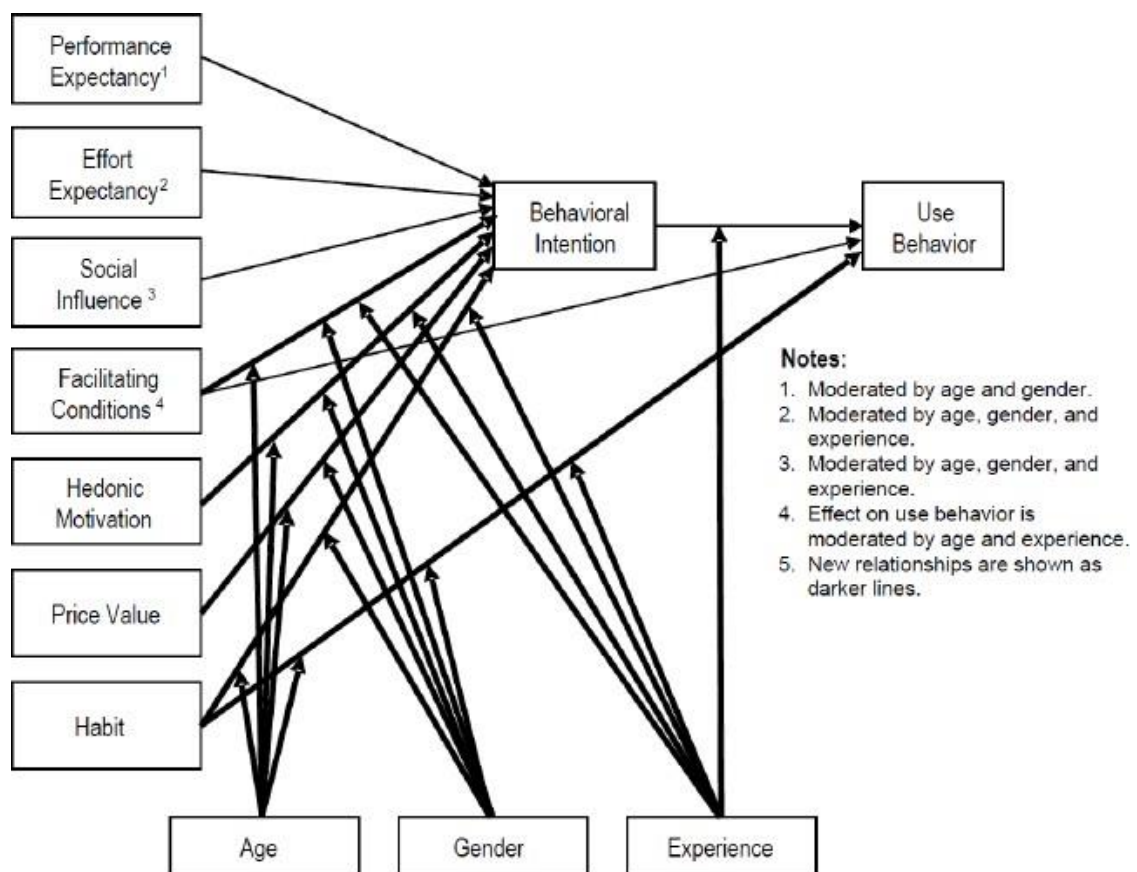 Performance
Expectancy1
Effort
Expectancy2
Social
Influence 3
Facilitating
Conditions 4
Hedonic
Motivation
Price Value
Habit
Behavioral
Intention
Use
Behavior
Notes:
1. Moderated by age and gender.
2. Moderated by age, gender, and
experience.
3. Moderated by age, gender, and
experience.
4. Effect on use behavior is
moderated by age and experience.
5. New relationships are shown as
darker lines.
Age
Gender
Experience